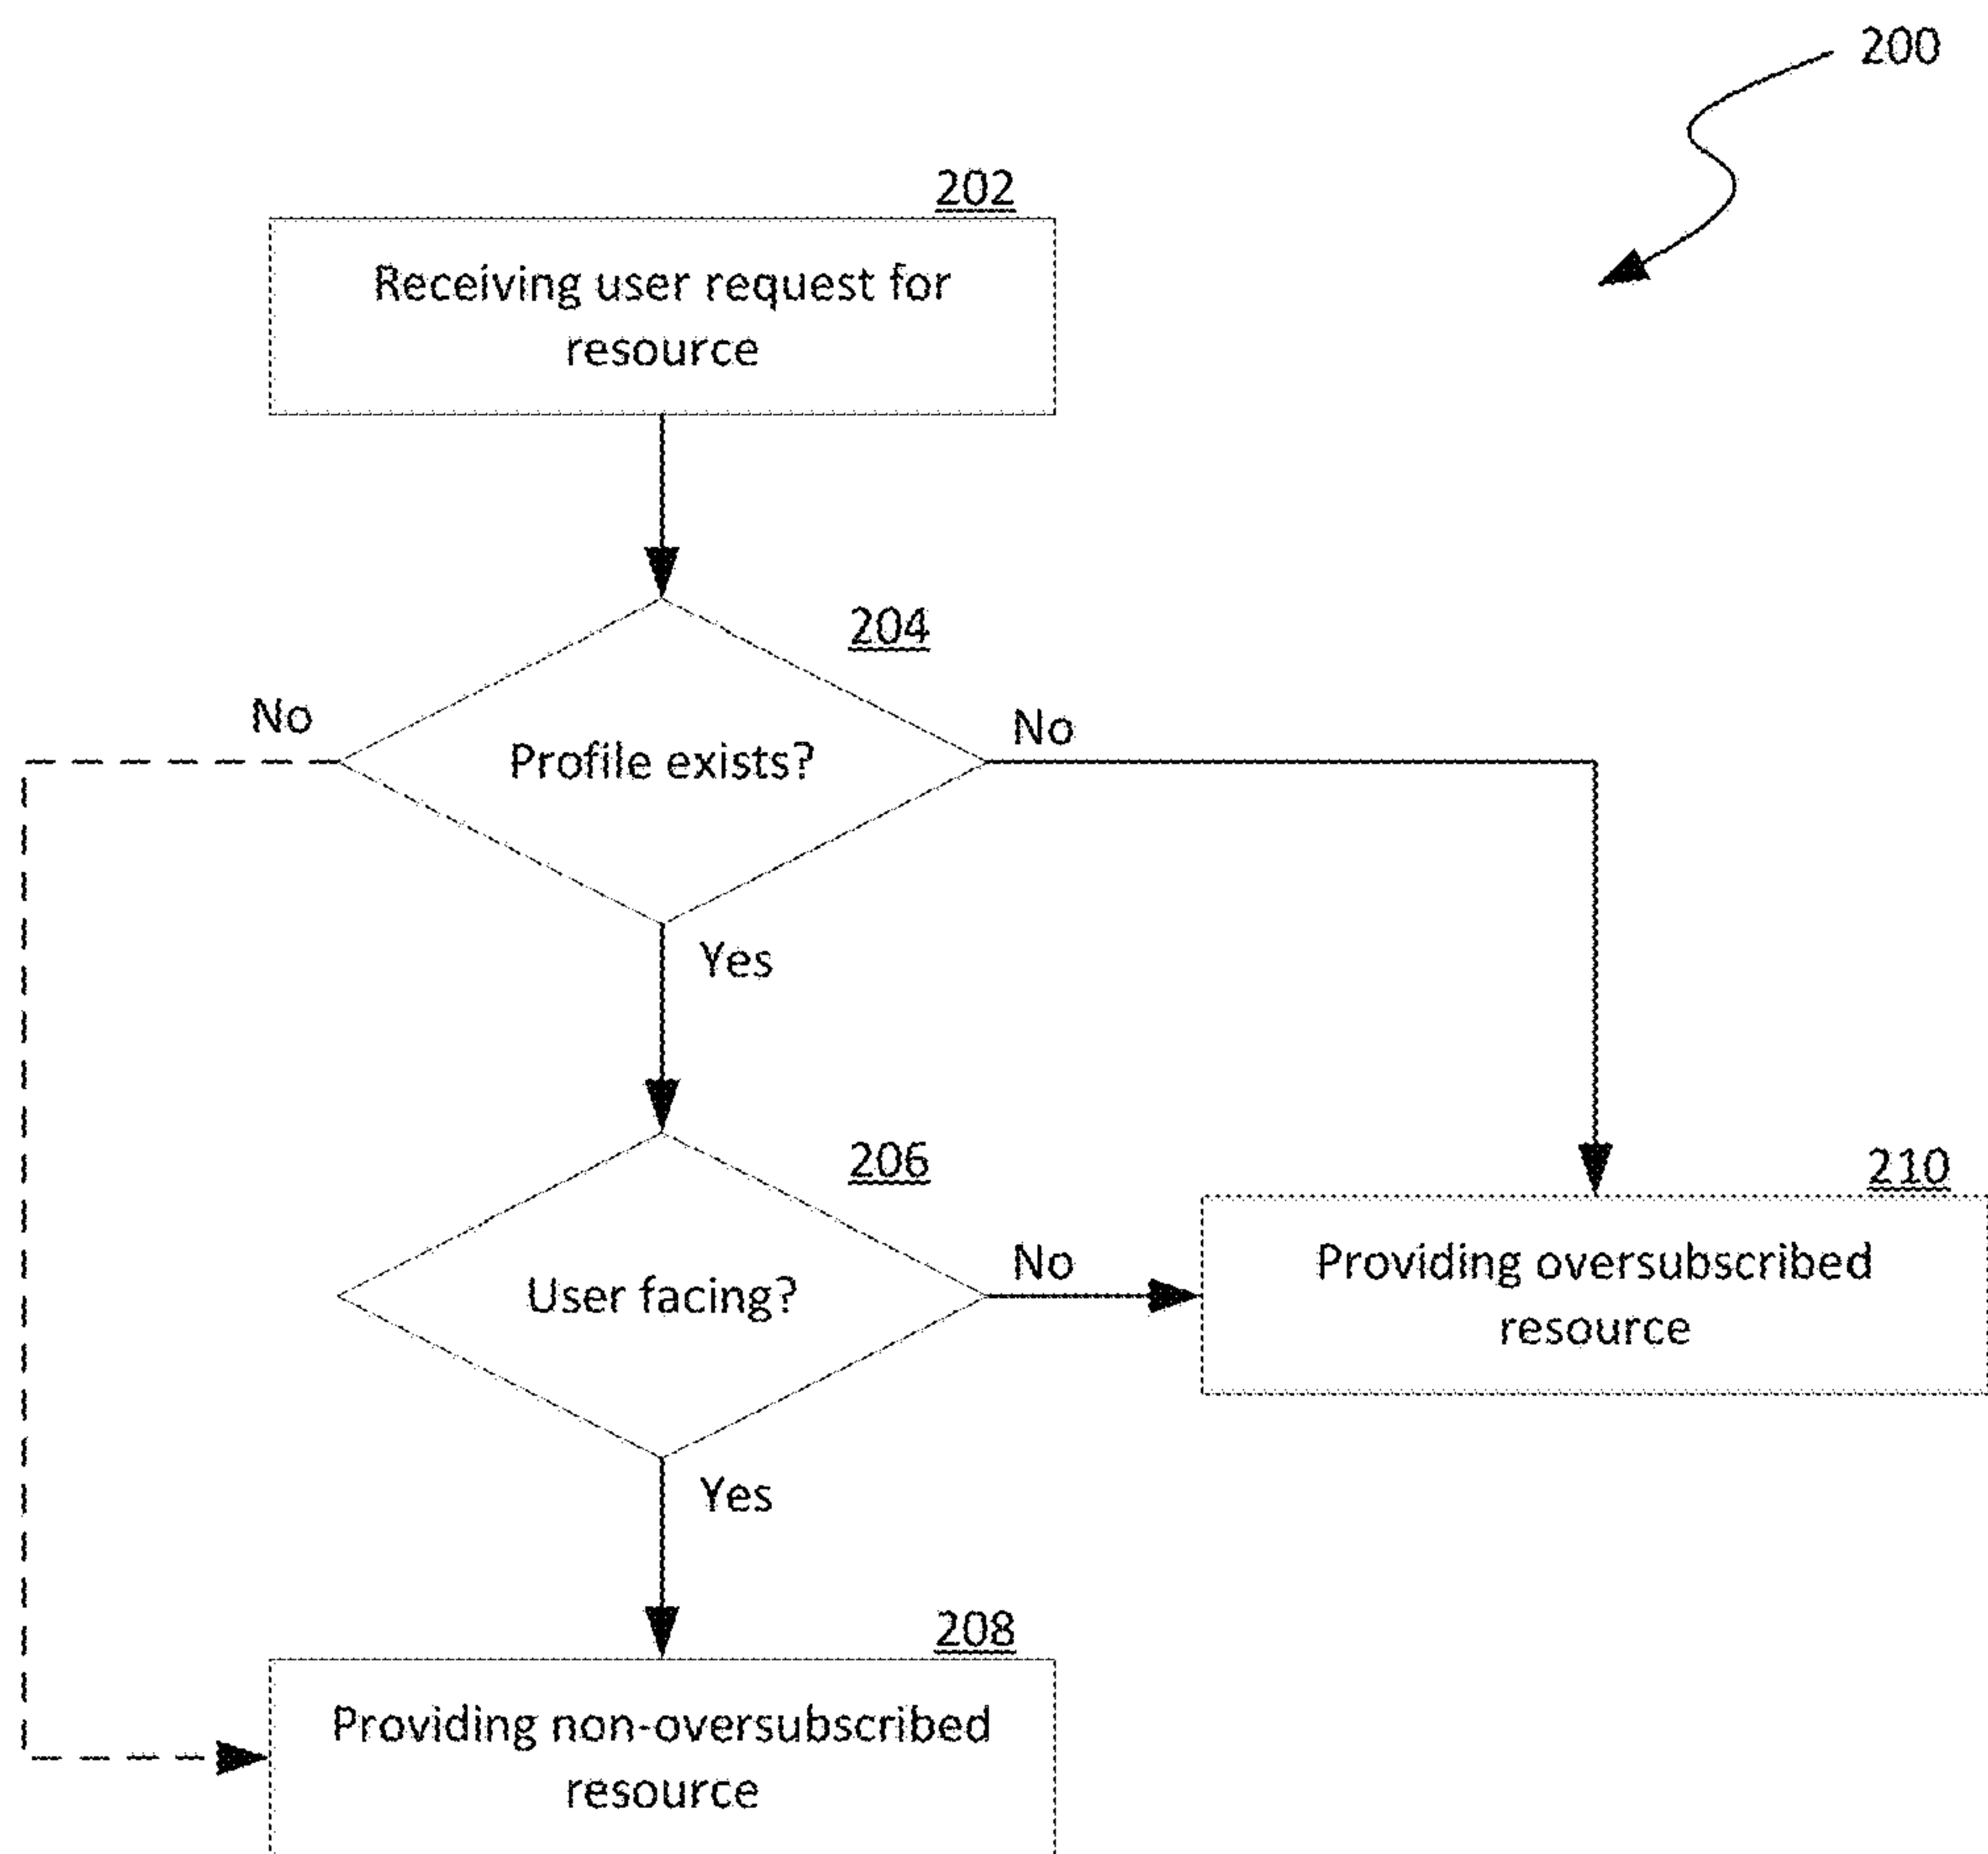 200
202
Receiving user request for
resource
204
No
No
Profile exists?
Yes
206
210
No
User facing?
Providing oversubscribed
resource
Yes
208
Providing non-oversubscribed
resource